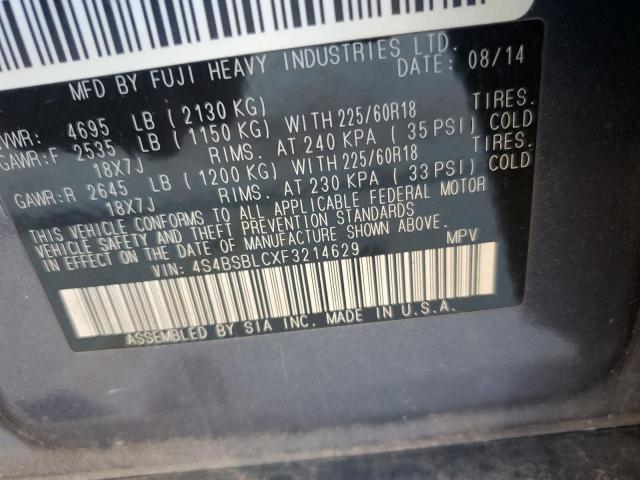 MFD BY FUJI HEAVY INDUSTRIES LTD.
DATE: 08/14
VWR: 4695 LB (2130 KG)
GAWR:F 2535 LB (1150 KG) WITH 225/60R18 TIRES.
18X7J RIMS. AT 240 KPA (35 PSI) COLD
GAWR:R 2645 LB (1200 KG) WITH 225/60R18 TIRES.
18X7J RIMS. AT 230 KPA (33 PSI) COLD
THIS VEHICLE CONFORMS TO ALL APPLICABLE FEDERAL MOTOR
VEHICLE SAFETY AND THEFT PREVENTION STANDARDS
IN EFFECT ON THE DATE OF MANUFACTURE SHOWN ABOVE.
VIN: 4S4BSBLCXF3214629 MPV
ASSEMBLED BY SIA INC. MADE IN U.S.A.